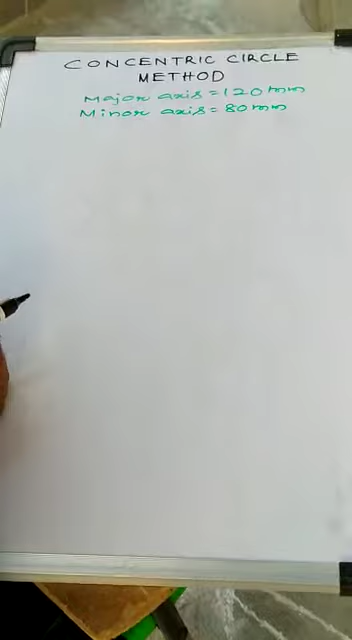 CONCENTRIC CIRCLE
METHOD
Major axis = 120 mm
Minor axis = 80 mm